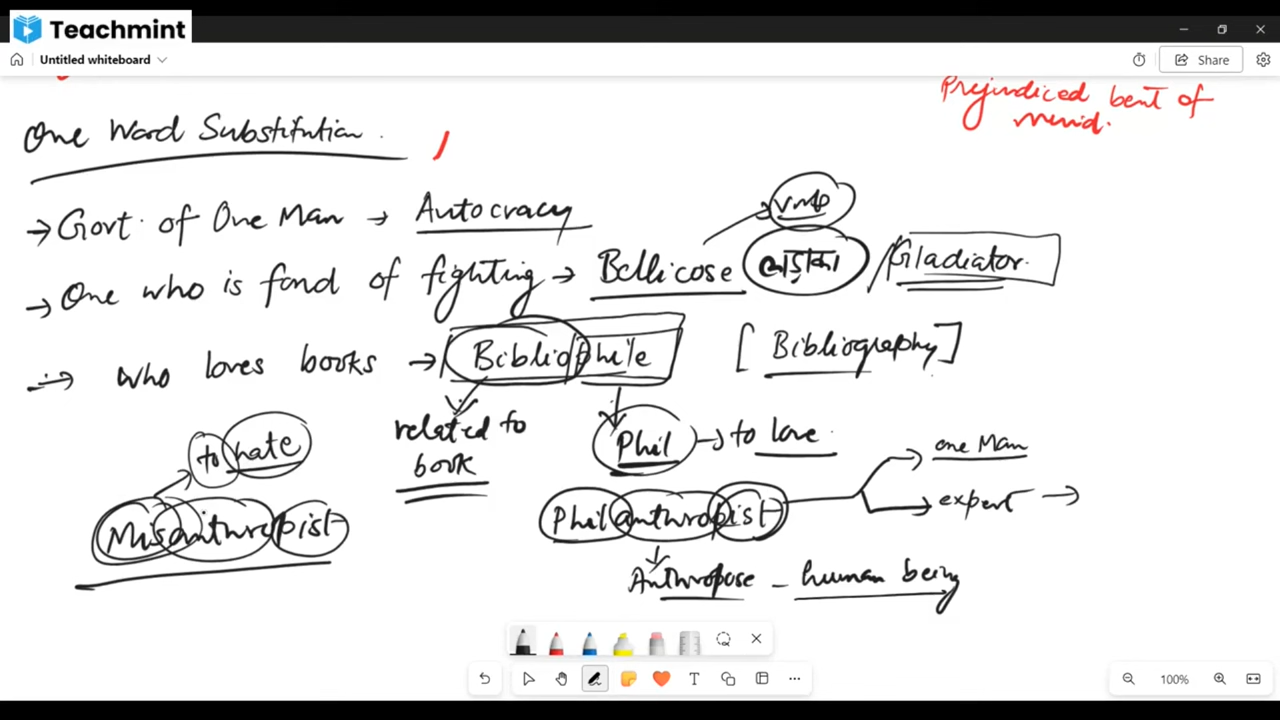 Teachmint
Untitled whiteboard
Share
Prejudiced bent of
mind.
One Word Substitution.
→ Govt. of One Man → Autocracy
→ One who is fond of fighting → Bellicose / Gladiator.
→ who loves books → Bibliophile [Bibliography]
related to
book
Phil → to love.
to hate
one Man
expert →
Misanthropist
Philanthropist
Anthropose - human being
100%